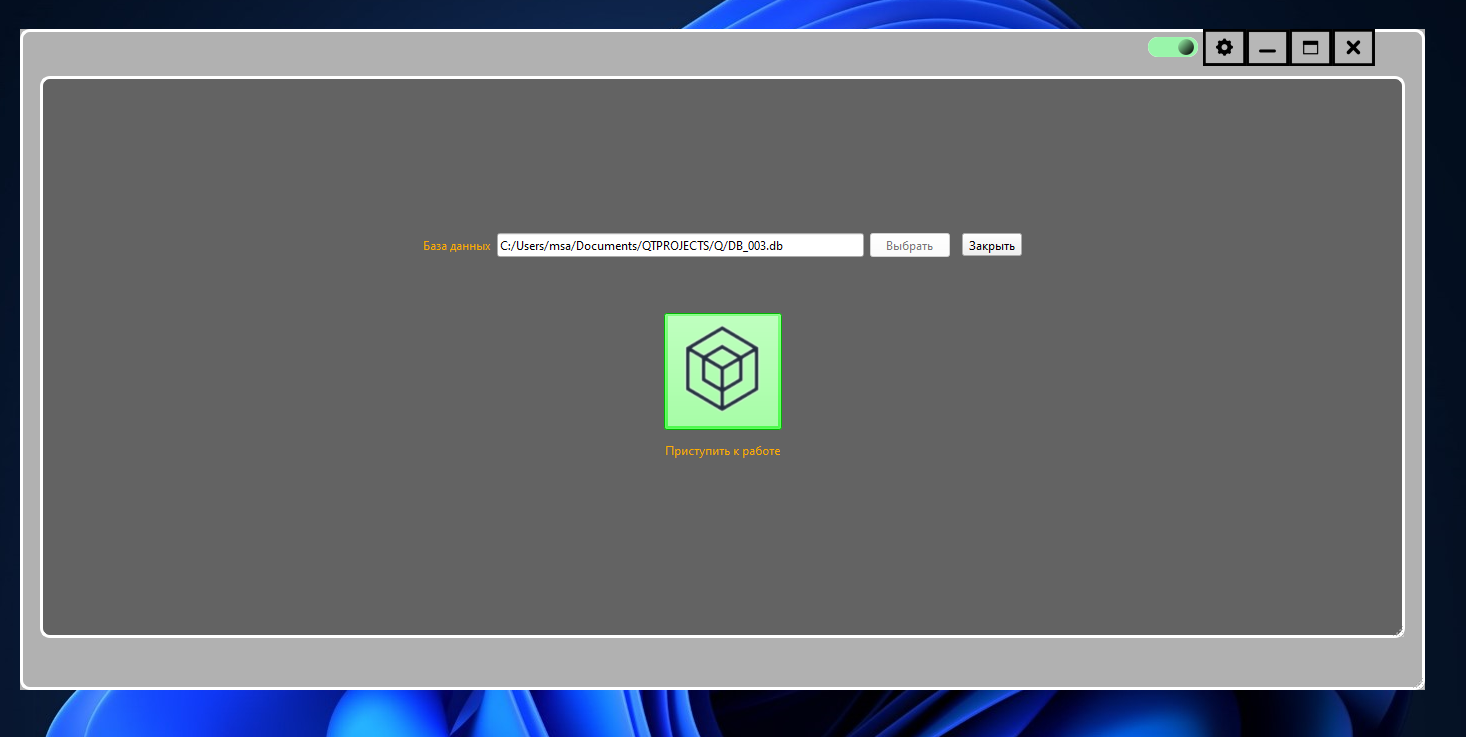 База данных C:/Users/msa/Documents/QTPROJECTS/Q/DB_003.db Выбрать Закрыть
Приступить к работе